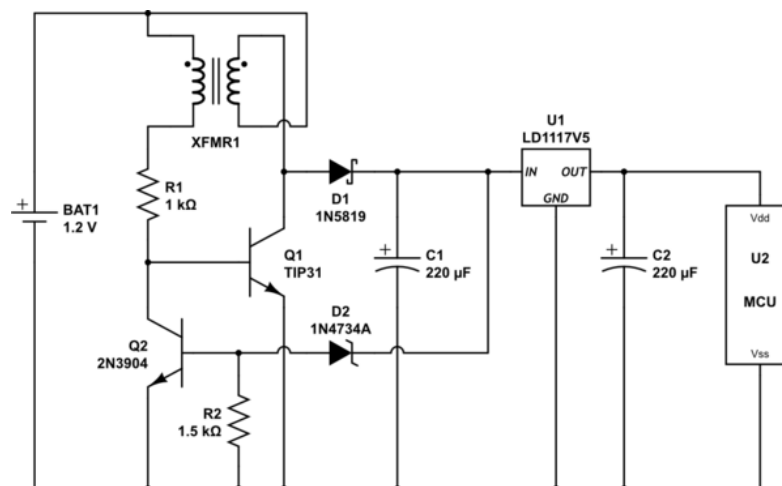 XFMR1
U1
LD1117V5
IN
OUT
GND
R1
1 kΩ
+
BAT1
1.2 V
D1
1N5819
Q1
TIP31
+
C1
220 µF
+
C2
220 µF
Vdd
U2
MCU
Vss
D2
1N4734A
Q2
2N3904
R2
1.5 kΩ